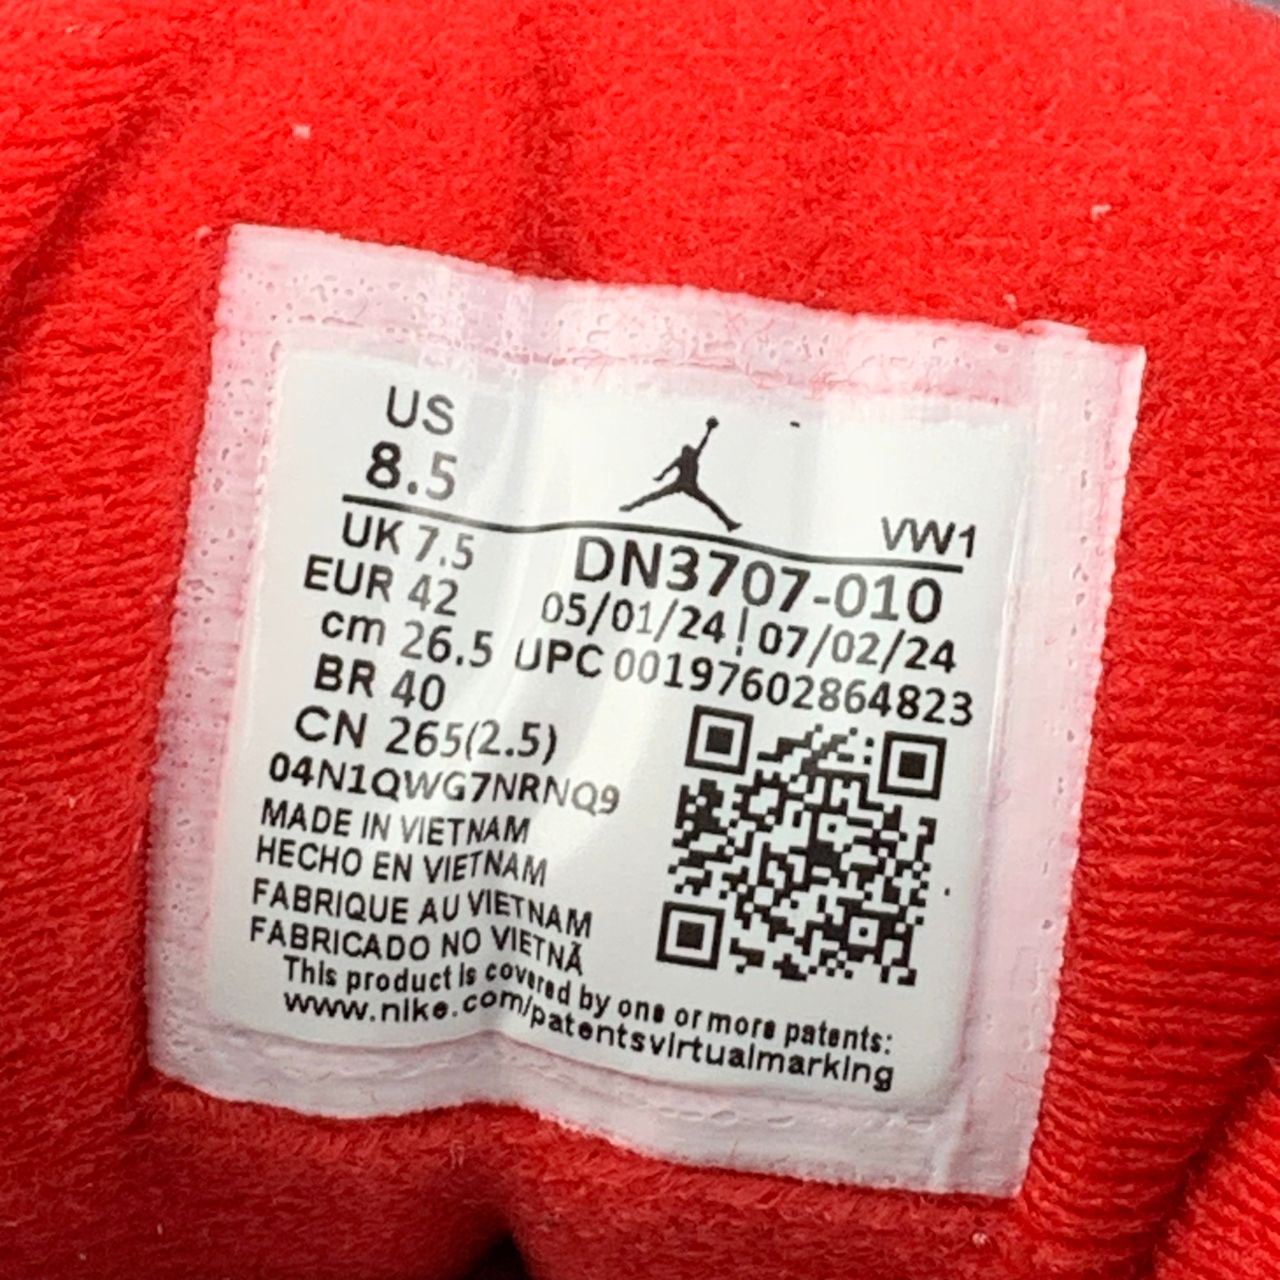 US
8.5
VW1
UK 7.5
DN3707-010
EUR 42
05/01/24 | 07/02/24
cm 26.5
UPC 00197602864823
BR 40
CN 265(2.5)
04N1QWG7NRNQ9
MADE IN VIETNAM
HECHO EN VIETNAM
FABRIQUE AU VIETNAM
FABRICADO NO VIETNÃ
This product is covered by one or more patents:
www.nike.com/patentsvirtualmarking